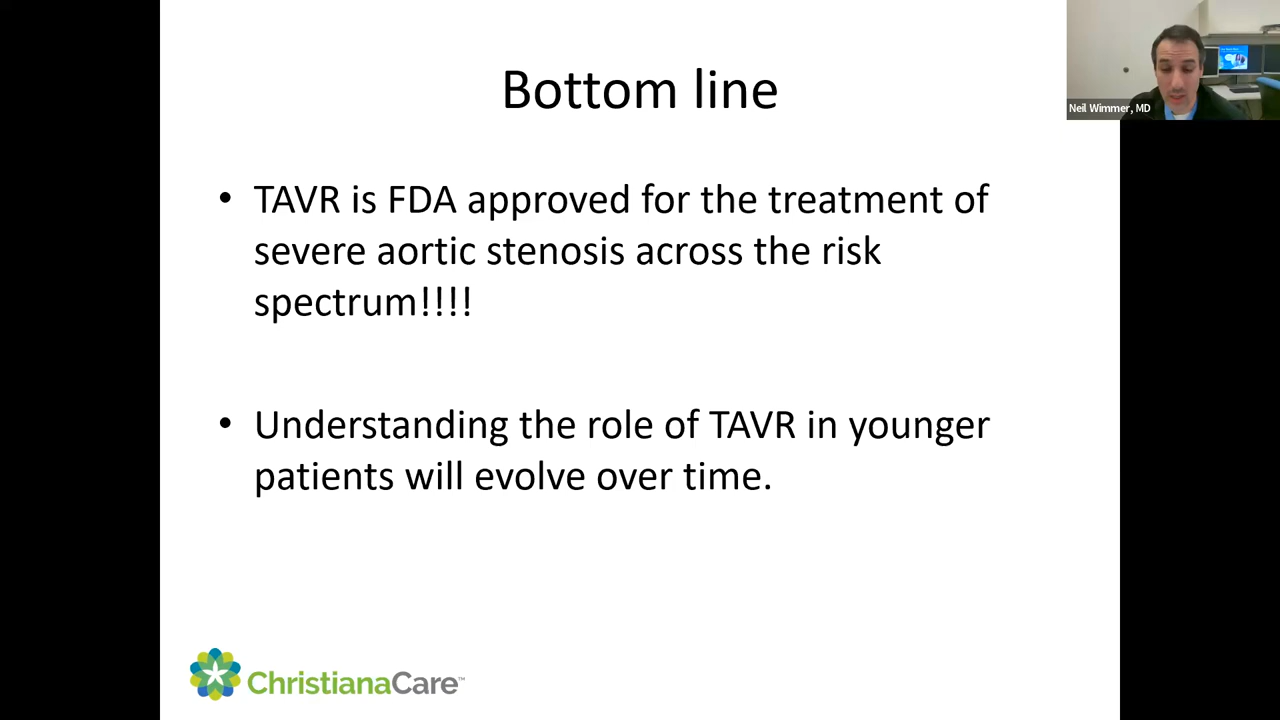 Bottom line
Neil Wimmer, MD
• TAVR is FDA approved for the treatment of
severe aortic stenosis across the risk
spectrum!!!!
• Understanding the role of TAVR in younger
patients will evolve over time.
ChristianaCare™